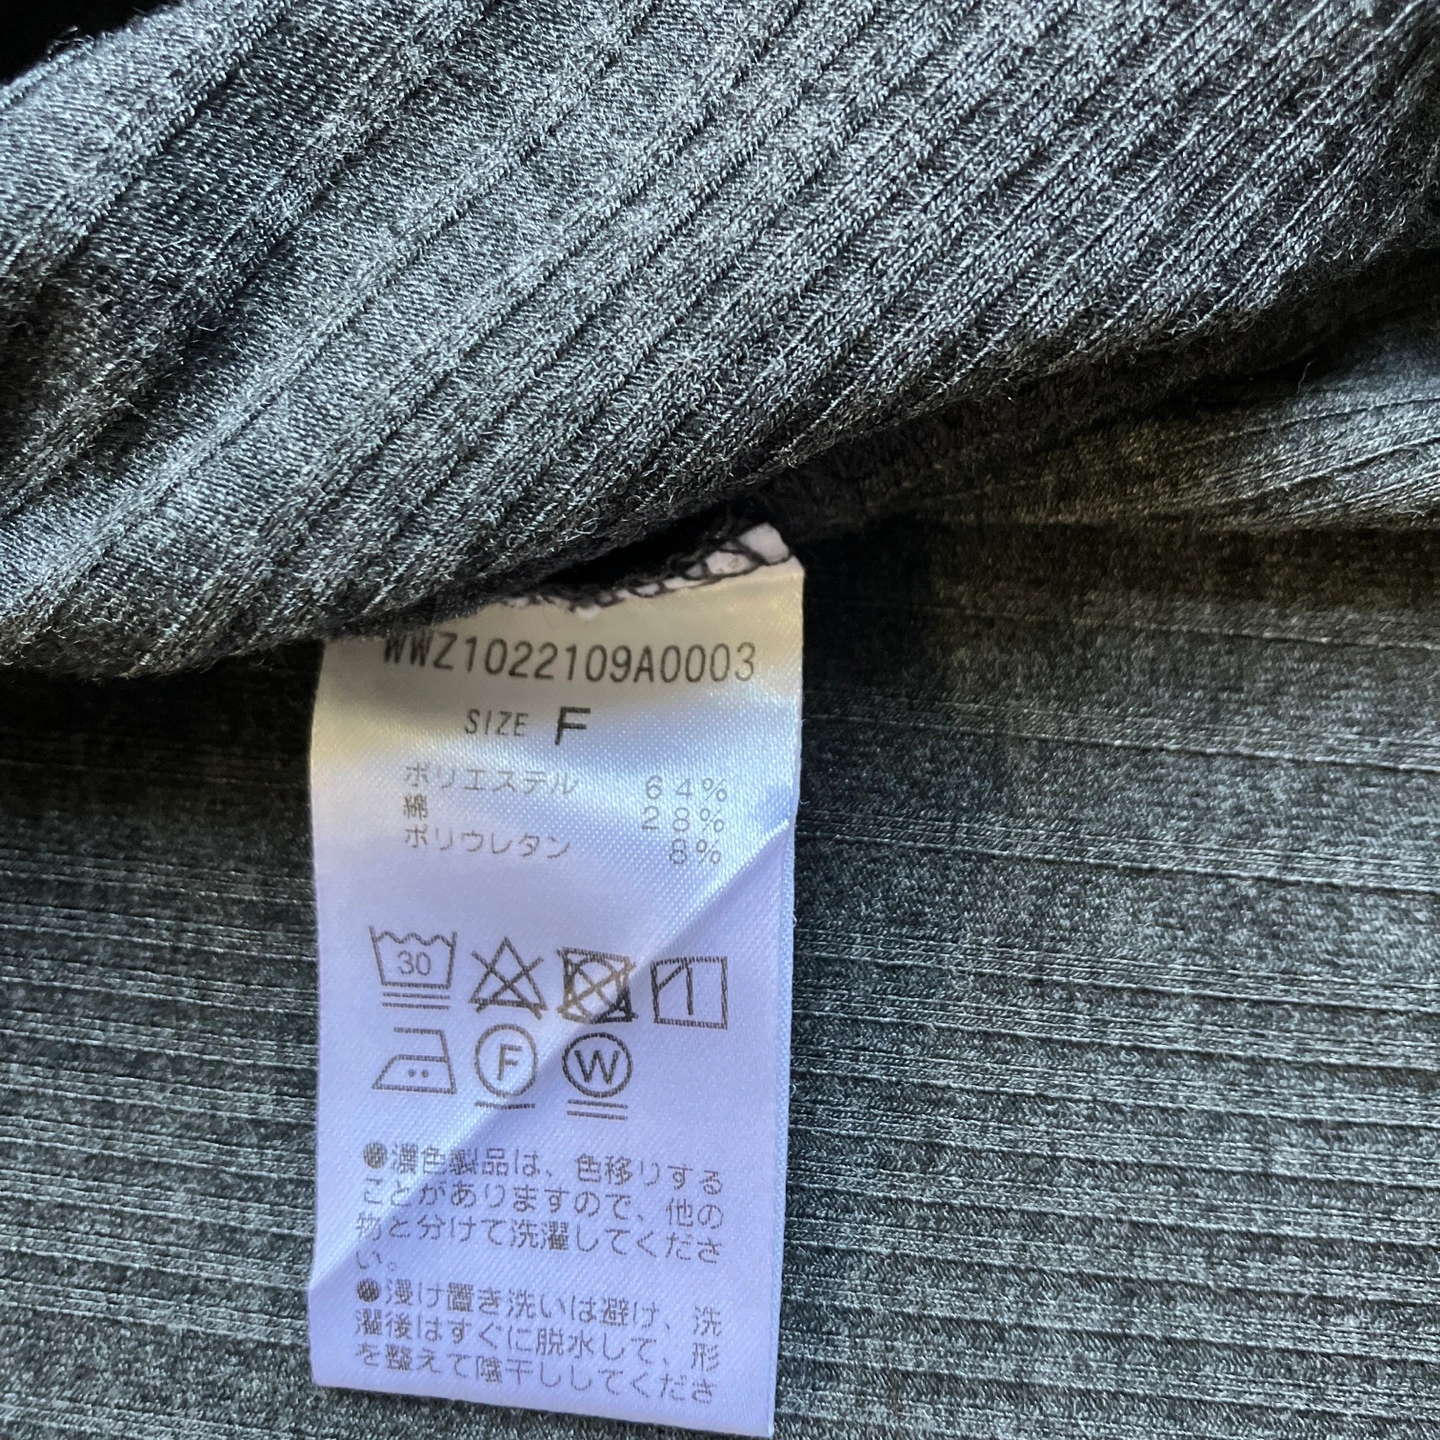 WWZ1022109A0003
SIZE F
ポリエステル 64%
綿 28%
ポリウレタン 8%
30
F W
●濃色製品は、色移りする
ことがありますので、他の
物と分けて洗濯してくださ
い。
●浸け置き洗いは避け、洗
濯後はすぐに脱水して、形
を整えて陰干ししてくださ